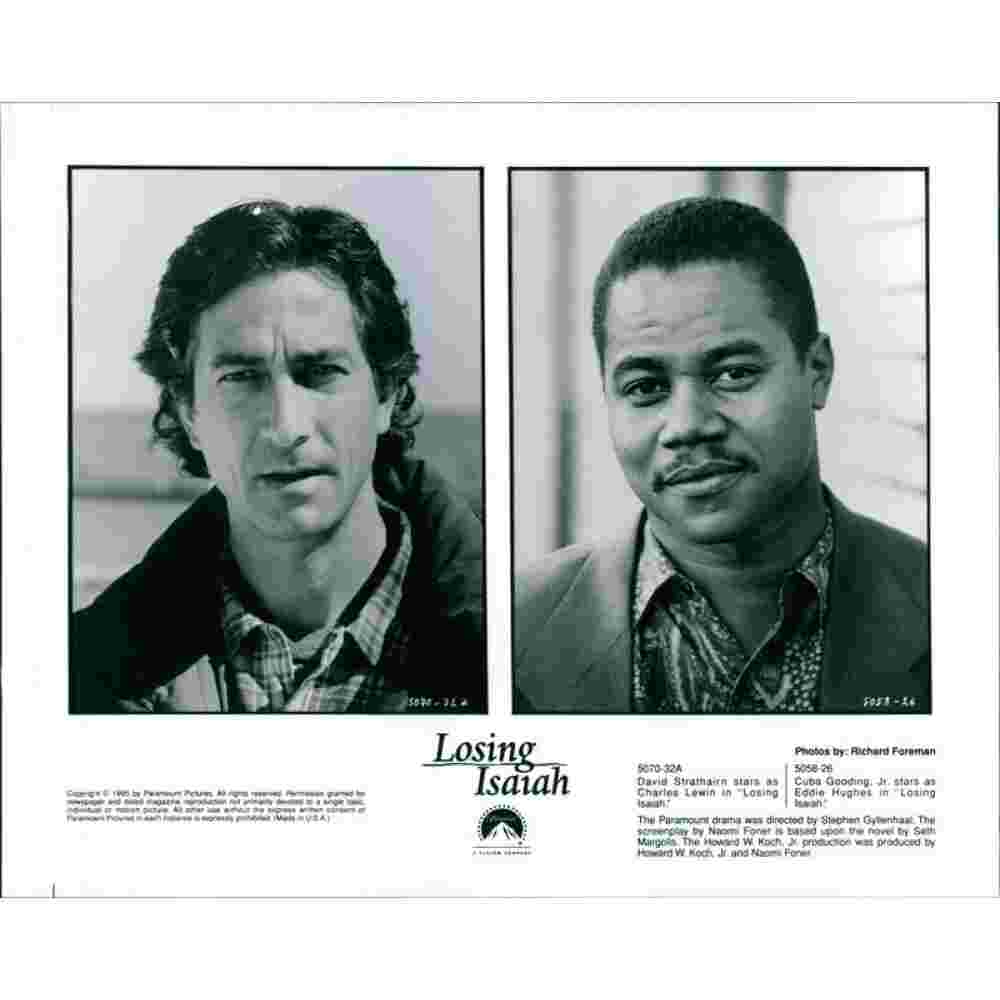 5070-32A
5058-26
Losing
Isaiah
Copyright © 1995 by Paramount Pictures. All rights reserved. Permission granted for
newspaper and magazine reproduction not primarily devoted to a single topic,
individual or motion picture. All other use without the express written consent of
Paramount Pictures in each instance is expressly prohibited. (Made in U.S.A.)
Paramount
Photos by: Richard Foreman
5070-32A
David Strathairn stars as
Charles Lewin in "Losing
Isaiah."
5058-26
Cuba Gooding, Jr. stars as
Eddie Hughes in "Losing
Isaiah."
The Paramount drama was directed by Stephen Gyllenhaal. The
screenplay by Naomi Foner is based upon the novel by Seth
Margolis. The Howard W. Koch, Jr. production was produced by
Howard W. Koch, Jr. and Naomi Foner.